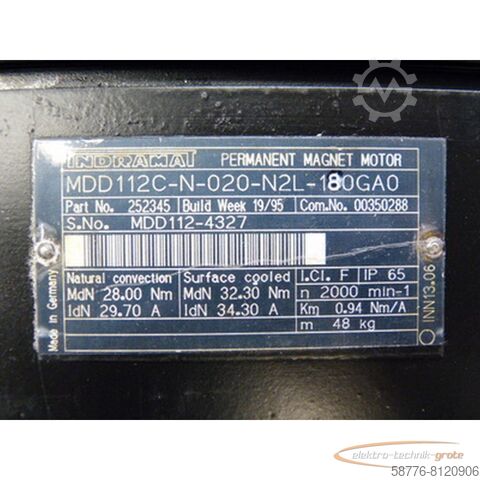 INDRAMAT PERMANENT MAGNET MOTOR
MDD112C-N-020-N2L-180GA0
Part No. 252345 Build Week 19/95 Com.No. 00350288
S.No. MDD112-4327
Natural convection Surface cooled I.Cl. F IP 65
MdN 28.00 Nm MdN 32.30 Nm n 2000 min-1
IdN 29.70 A IdN 34.30 A Km 0.94 Nm/A
m 48 kg
Made in Germany
INN13.06
elektro-technik-grote
58776-8120906